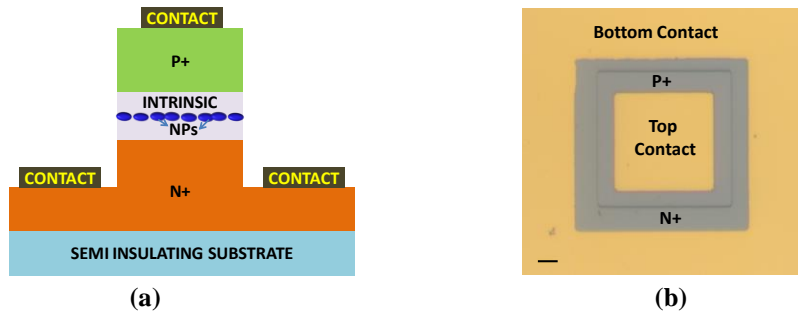 CONTACT
P+
INTRINSIC
NPs
CONTACT
CONTACT
N+
SEMI INSULATING SUBSTRATE
(a)
Bottom Contact
P+
Top
Contact
N+
(b)